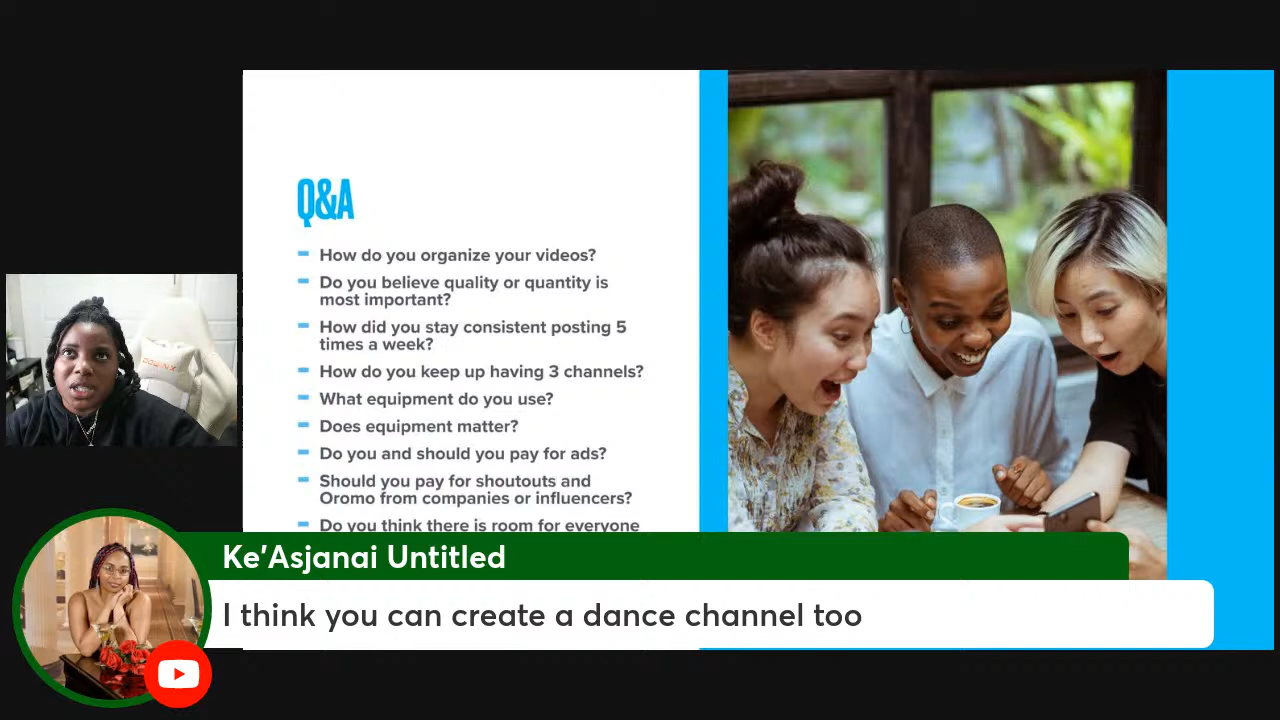 Q&A
- How do you organize your videos?
- Do you believe quality or quantity is
most important?
- How did you stay consistent posting 5
times a week?
- How do you keep up having 3 channels?
- What equipment do you use?
- Does equipment matter?
- Do you and should you pay for ads?
- Should you pay for shoutouts and
Oromo from companies or influencers?
- Do you think there is room for everyone
Ke'Asjanai Untitled
I think you can create a dance channel too